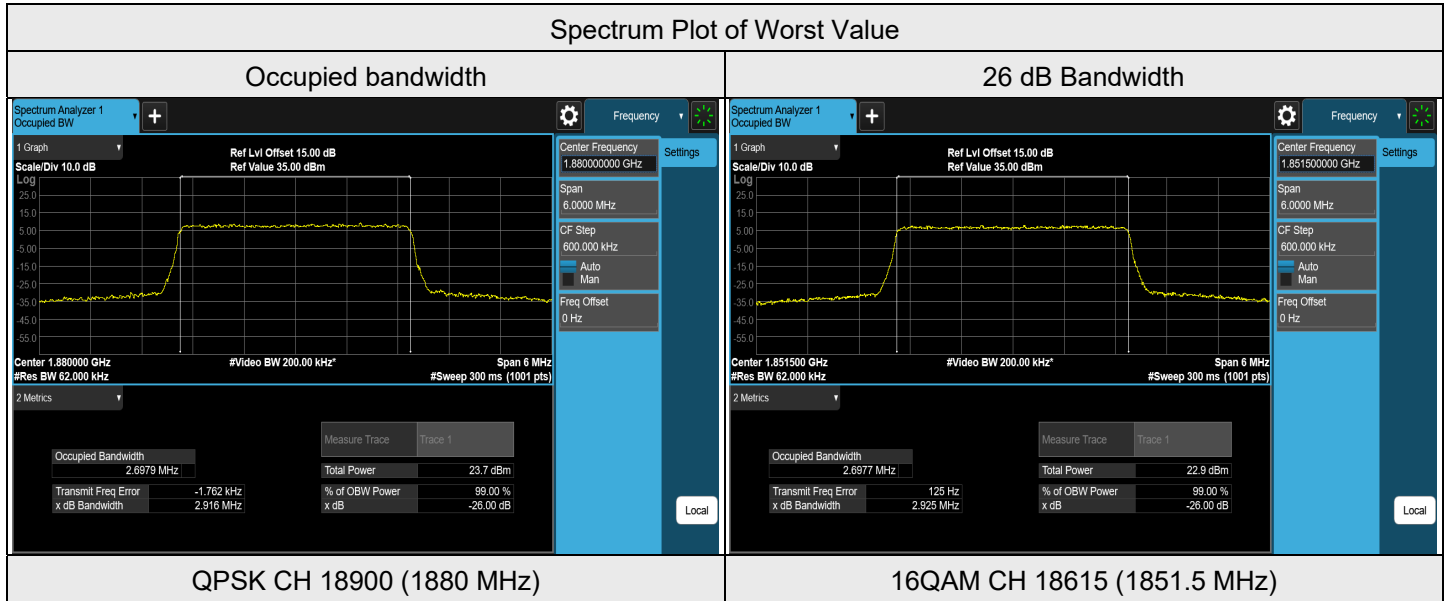 Spectrum Plot of Worst Value
Occupied bandwidth
26 dB Bandwidth
Spectrum Analyzer 1
Occupied BW
+
Frequency
1 Graph
Ref Lvl Offset 15.00 dB
Scale/Div 10.0 dB
Ref Value 35.00 dBm
Log
25.0
15.0
5.00
-5.00
-15.0
-25.0
-35.0
-45.0
-55.0
Center 1.880000 GHz
#Video BW 200.00 kHz*
Span 6 MHz
#Res BW 62.000 kHz
#Sweep 300 ms (1001 pts)
Center Frequency
1.880000000 GHz
Settings
Span
6.0000 MHz
CF Step
600.000 kHz
Auto
Man
Freq Offset
0 Hz
Local
2 Metrics
Measure Trace Trace 1
Occupied Bandwidth
2.6979 MHz
Total Power 23.7 dBm
Transmit Freq Error -1.762 kHz
% of OBW Power 99.00 %
x dB Bandwidth 2.916 MHz
x dB -26.00 dB
Spectrum Analyzer 1
Occupied BW
+
Frequency
1 Graph
Ref Lvl Offset 15.00 dB
Scale/Div 10.0 dB
Ref Value 35.00 dBm
Log
25.0
15.0
5.00
-5.00
-15.0
-25.0
-35.0
-45.0
-55.0
Center 1.851500 GHz
#Video BW 200.00 kHz*
Span 6 MHz
#Res BW 62.000 kHz
#Sweep 300 ms (1001 pts)
Center Frequency
1.851500000 GHz
Settings
Span
6.0000 MHz
CF Step
600.000 kHz
Auto
Man
Freq Offset
0 Hz
Local
2 Metrics
Measure Trace Trace 1
Occupied Bandwidth
2.6977 MHz
Total Power 22.9 dBm
Transmit Freq Error 125 Hz
% of OBW Power 99.00 %
x dB Bandwidth 2.925 MHz
x dB -26.00 dB
QPSK CH 18900 (1880 MHz)
16QAM CH 18615 (1851.5 MHz)